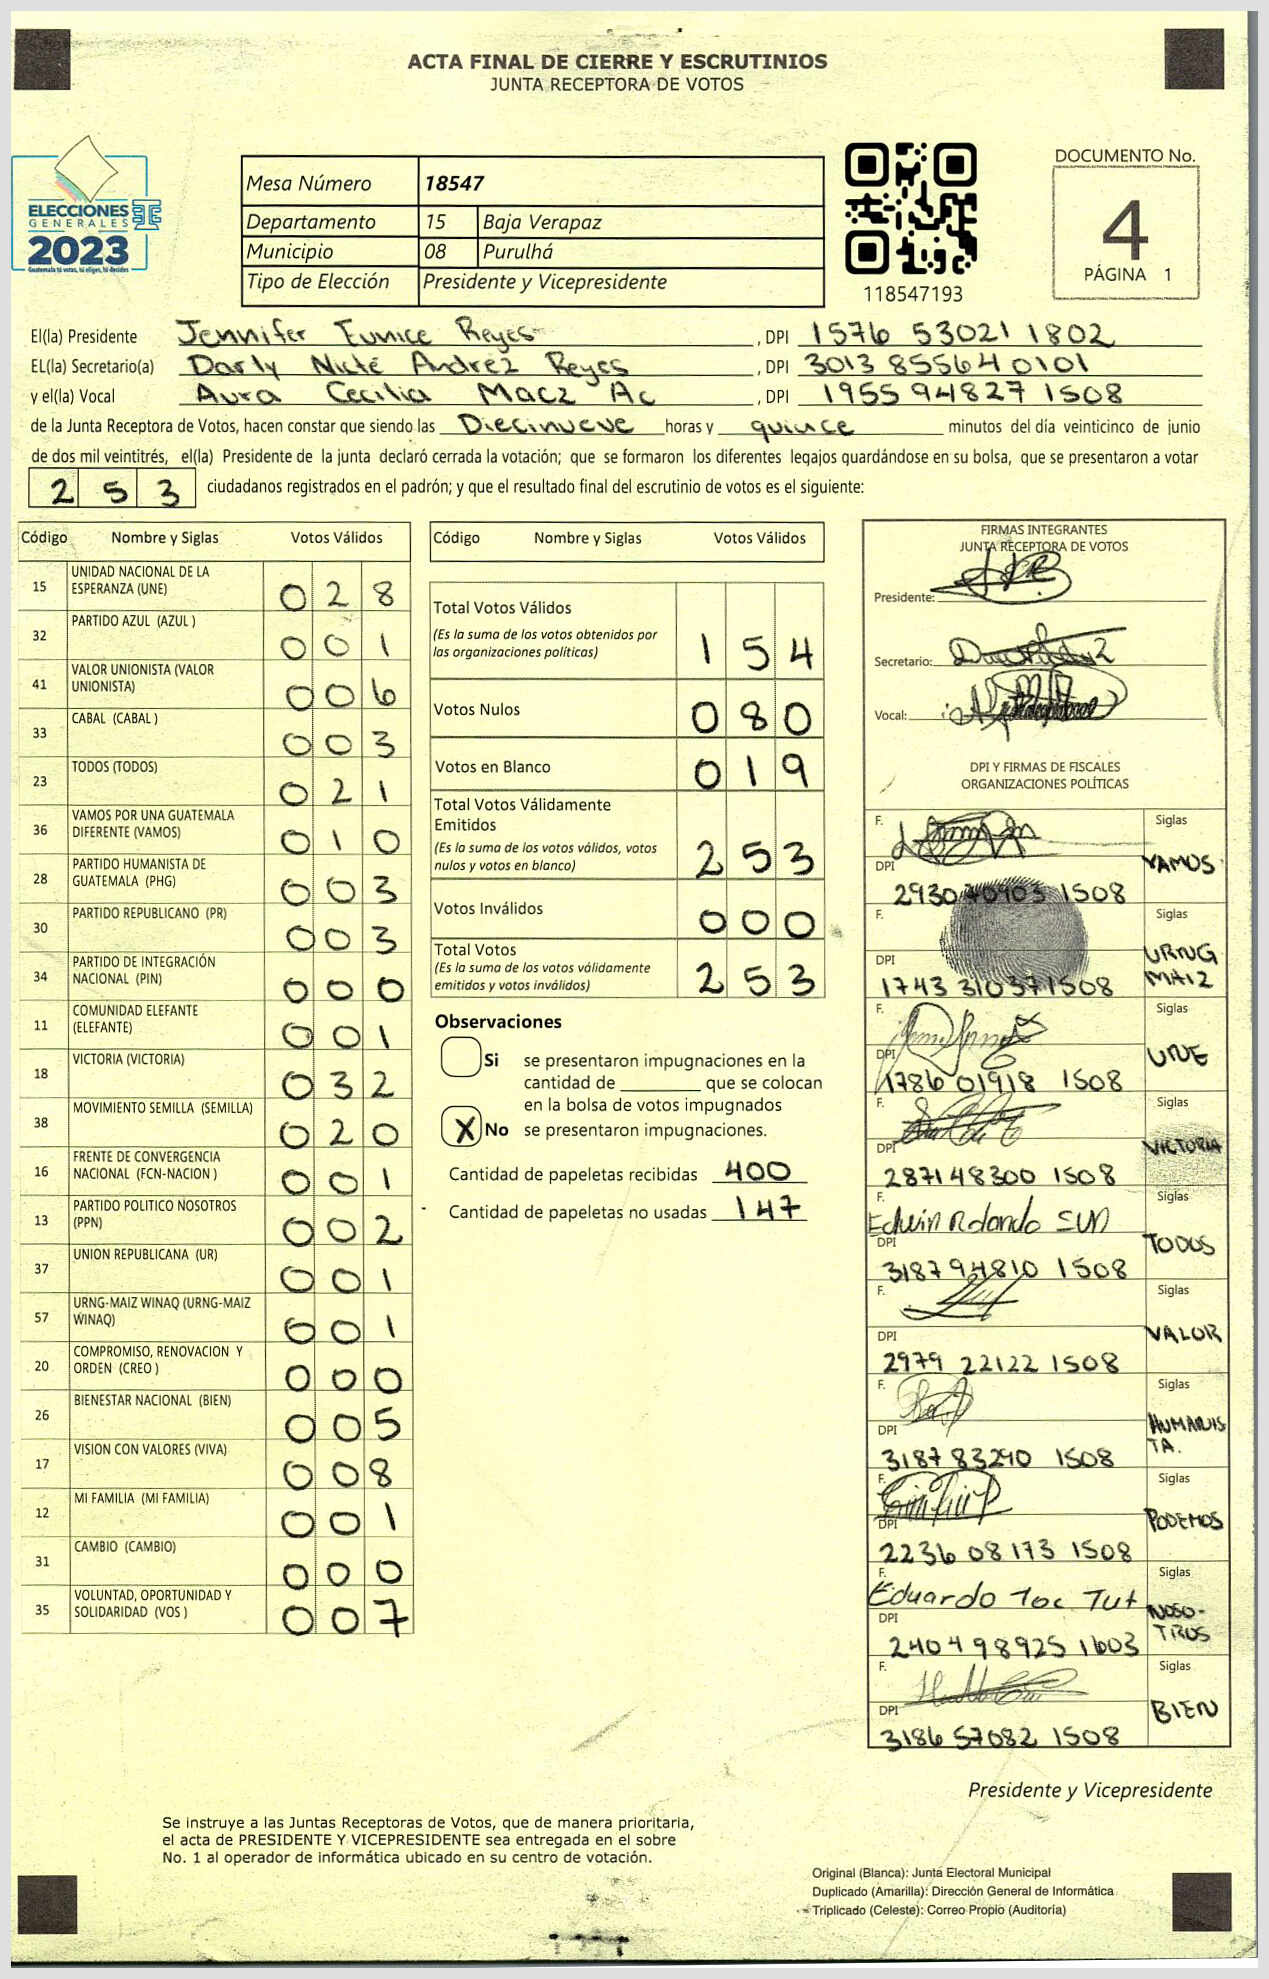 ACTA FINAL DE CIERRE Y ESCRUTINIOS
JUNTA RECEPTORA DE VOTOS
ELECCIONES
GENERALES
2023
Guatemala tú votas, tú eliges, tú decides
Mesa Número 18547
Departamento 15 Baja Verapaz
Municipio 08 Purulhá
Tipo de Elección Presidente y Vicepresidente
118547193
DOCUMENTO No.
4
PÁGINA 1
El(la) Presidente Jennifer Eunice Reyes , DPI 1576 53021 1802
EL(la) Secretario(a) Darly Nicté Andrez Reyes , DPI 3013 85564 0101
y el(la) Vocal Aura Cecilia Macz Ac , DPI 1955 94827 1508
de la Junta Receptora de Votos, hacen constar que siendo las Diecinueve horas y quince minutos del día veinticinco de junio
de dos mil veintitrés, el(la) Presidente de la junta declaró cerrada la votación; que se formaron los diferentes legajos guardándose en su bolsa, que se presentaron a votar
253 ciudadanos registrados en el padrón; y que el resultado final del escrutinio de votos es el siguiente:
Código Nombre y Siglas Votos Válidos
15 UNIDAD NACIONAL DE LA ESPERANZA (UNE) 028
32 PARTIDO AZUL (AZUL ) 001
41 VALOR UNIONISTA (VALOR UNIONISTA) 006
33 CABAL (CABAL ) 003
23 TODOS (TODOS) 021
36 VAMOS POR UNA GUATEMALA DIFERENTE (VAMOS) 010
28 PARTIDO HUMANISTA DE GUATEMALA (PHG) 003
30 PARTIDO REPUBLICANO (PR) 003
34 PARTIDO DE INTEGRACIÓN NACIONAL (PIN) 000
11 COMUNIDAD ELEFANTE (ELEFANTE) 001
18 VICTORIA (VICTORIA) 032
38 MOVIMIENTO SEMILLA (SEMILLA) 020
16 FRENTE DE CONVERGENCIA NACIONAL (FCN-NACION ) 001
13 PARTIDO POLITICO NOSOTROS (PPN) 002
37 UNION REPUBLICANA (UR) 001
57 URNG-MAIZ WINAQ (URNG-MAIZ WINAQ) 001
20 COMPROMISO, RENOVACION Y ORDEN (CREO ) 000
26 BIENESTAR NACIONAL (BIEN) 005
17 VISION CON VALORES (VIVA) 008
12 MI FAMILIA (MI FAMILIA) 001
31 CAMBIO (CAMBIO) 000
35 VOLUNTAD, OPORTUNIDAD Y SOLIDARIDAD (VOS ) 007
Código Nombre y Siglas Votos Válidos
Total Votos Válidos 154
(Es la suma de los votos obtenidos por
las organizaciones políticas)
Votos Nulos 080
Votos en Blanco 019
Total Votos Válidamente
Emitidos 253
(Es la suma de los votos válidos, votos
nulos y votos en blanco)
Votos Inválidos 000
Total Votos 253
(Es la suma de los votos válidamente
emitidos y votos inválidos)
Observaciones
Si se presentaron impugnaciones en la
cantidad de ________ que se colocan
en la bolsa de votos impugnados
X No se presentaron impugnaciones.
Cantidad de papeletas recibidas 400
Cantidad de papeletas no usadas 147
FIRMAS INTEGRANTES
JUNTA RECEPTORA DE VOTOS
Presidente:
Secretario:
Vocal:
DPI Y FIRMAS DE FISCALES
ORGANIZACIONES POLÍTICAS
F. Siglas
DPI VAMOS
2930 70903 1508
F. Siglas
DPI URNG MAIZ
1743 31037 1508
F. Siglas
DPI UNE
1786 01918 1508
F. Siglas
DPI VICTORIA
2871 48300 1508
F. Edwin Rolando SUN Siglas
DPI TODOS
3187 94810 1508
F. Siglas
DPI VALOR
2979 22122 1508
F. Siglas
DPI HUMANISTA.
3187 83290 1508
F. Siglas
DPI PODEMOS
2236 08173 1508
F. Eduardo Toc Tut Siglas
DPI NOSO-TROS
2404 98925 1603
F. Siglas
DPI BIEN
3186 57082 1508
Presidente y Vicepresidente
Se instruye a las Juntas Receptoras de Votos, que de manera prioritaria,
el acta de PRESIDENTE Y VICEPRESIDENTE sea entregada en el sobre
No. 1 al operador de informática ubicado en su centro de votación.
Original (Blanca): Junta Electoral Municipal
Duplicado (Amarilla): Dirección General de Informática
Triplicado (Celeste): Correo Propio (Auditoría)